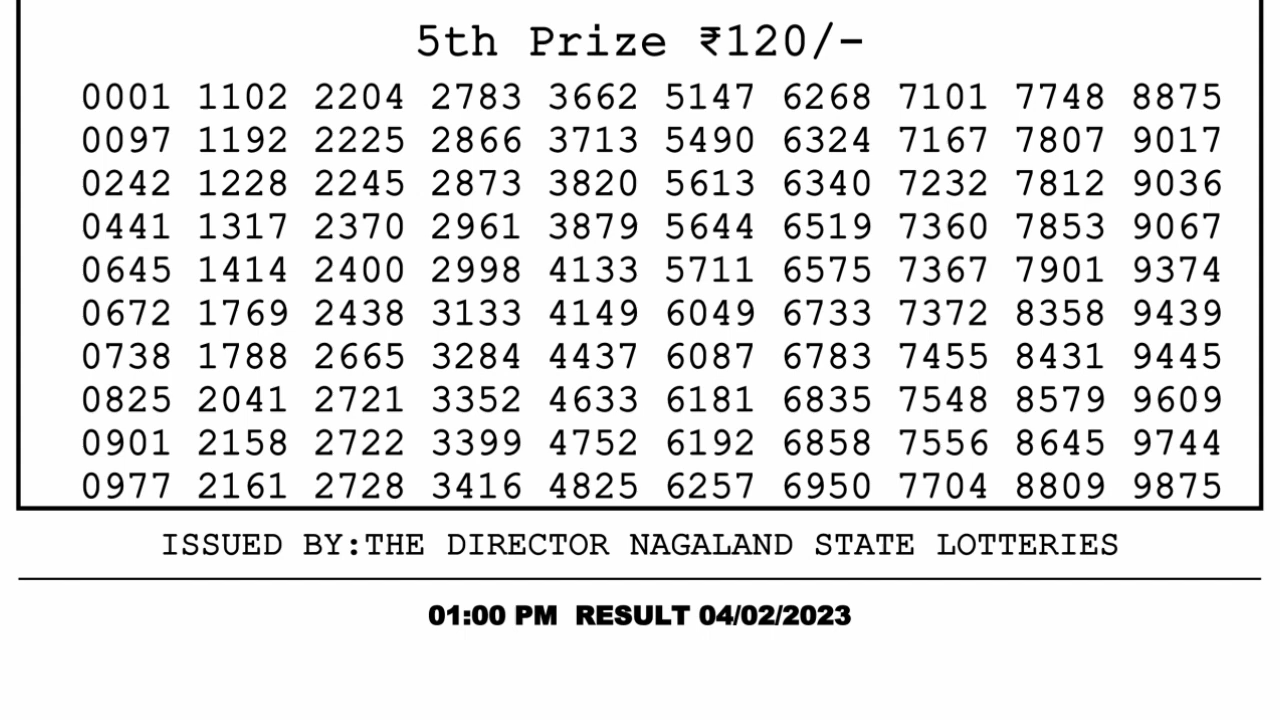 5th Prize ₹120/-
0001 1102 2204 2783 3662 5147 6268 7101 7748 8875
0097 1192 2225 2866 3713 5490 6324 7167 7807 9017
0242 1228 2245 2873 3820 5613 6340 7232 7812 9036
0441 1317 2370 2961 3879 5644 6519 7360 7853 9067
0645 1414 2400 2998 4133 5711 6575 7367 7901 9374
0672 1769 2438 3133 4149 6049 6733 7372 8358 9439
0738 1788 2665 3284 4437 6087 6783 7455 8431 9445
0825 2041 2721 3352 4633 6181 6835 7548 8579 9609
0901 2158 2722 3399 4752 6192 6858 7556 8645 9744
0977 2161 2728 3416 4825 6257 6950 7704 8809 9875
ISSUED BY:THE DIRECTOR NAGALAND STATE LOTTERIES
01:00 PM RESULT 04/02/2023